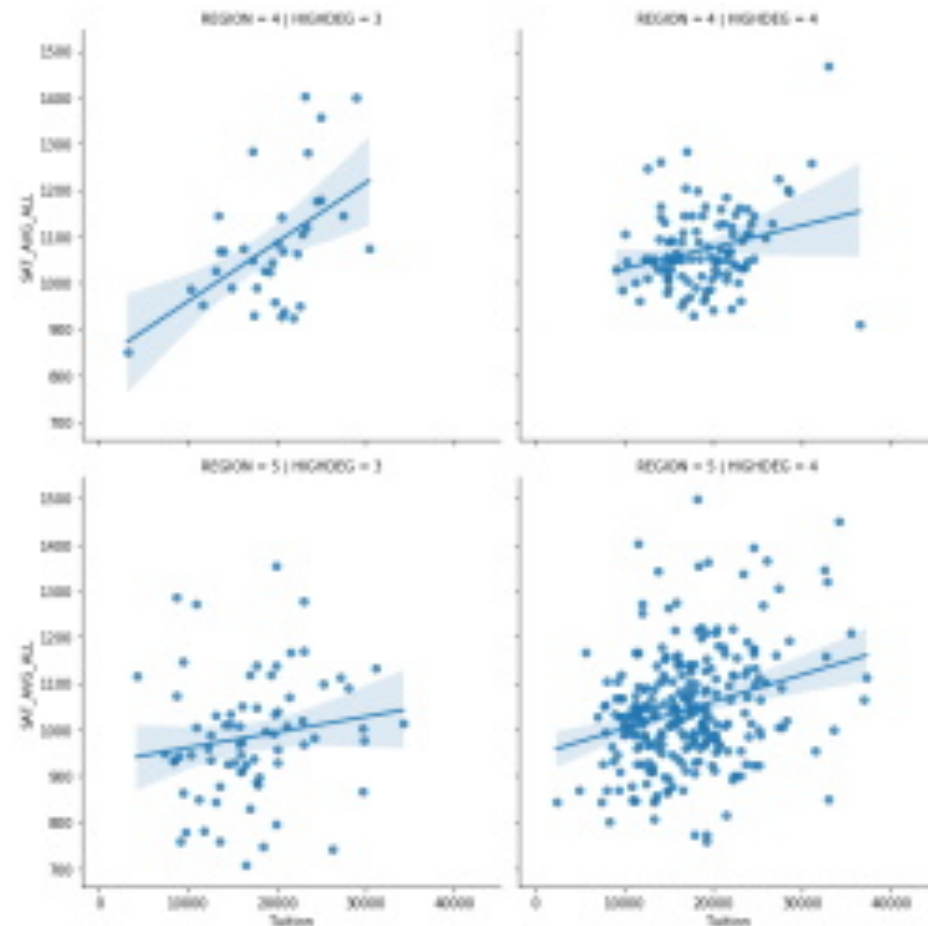 REGION = 4 | HIGHDEG = 3
REGION = 4 | HIGHDEG = 4
1500
1400
1300
1200
1100
1000
900
800
700
SAT_AVG_ALL
REGION = 5 | HIGHDEG = 3
REGION = 5 | HIGHDEG = 4
1500
1400
1300
1200
1100
1000
900
800
700
SAT_AVG_ALL
0 10000 20000 30000 40000
0 10000 20000 30000 40000
Tuition
Tuition